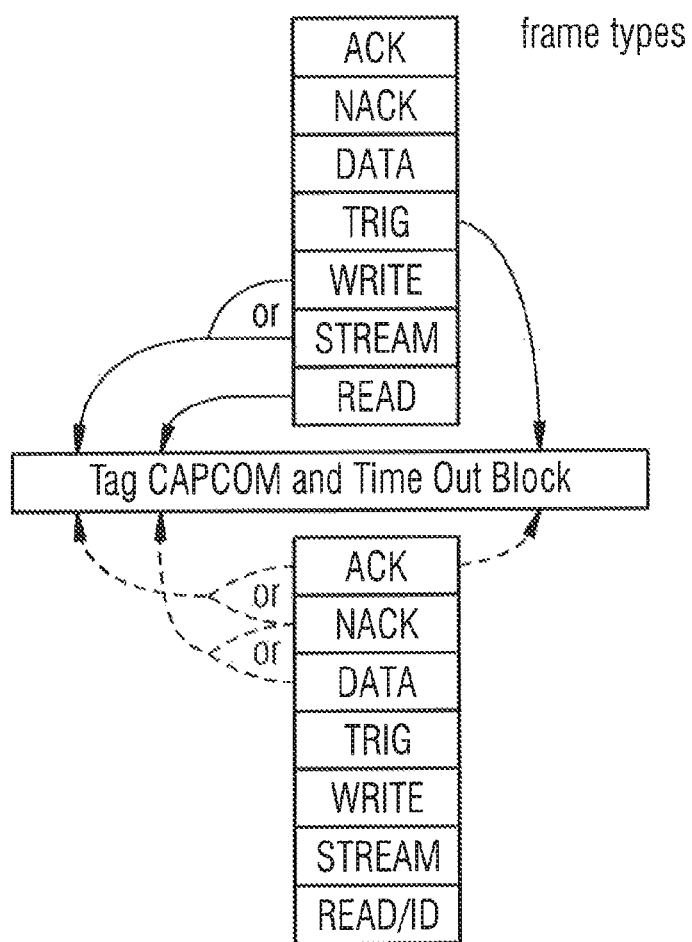 frame types
ACK
NACK
DATA
TRIG
WRITE
or
STREAM
READ
Tag CAPCOM and Time Out Block
ACK
or
NACK
or
DATA
TRIG
WRITE
STREAM
READ/ID